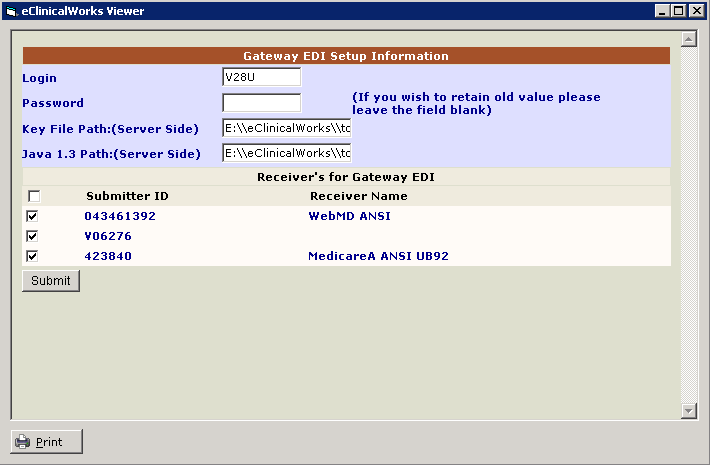 eClinicalWorks Viewer
Gateway EDI Setup Information
Login V28U
Password (If you wish to retain old value please
leave the field blank)
Key File Path:(Server Side) E:\\eClinicalWorks\\tc
Java 1.3 Path:(Server Side) E:\\eClinicalWorks\\tc
Receiver's for Gateway EDI
Submitter ID Receiver Name
043461392 WebMD ANSI
V06276
423840 MedicareA ANSI UB92
Submit
Print